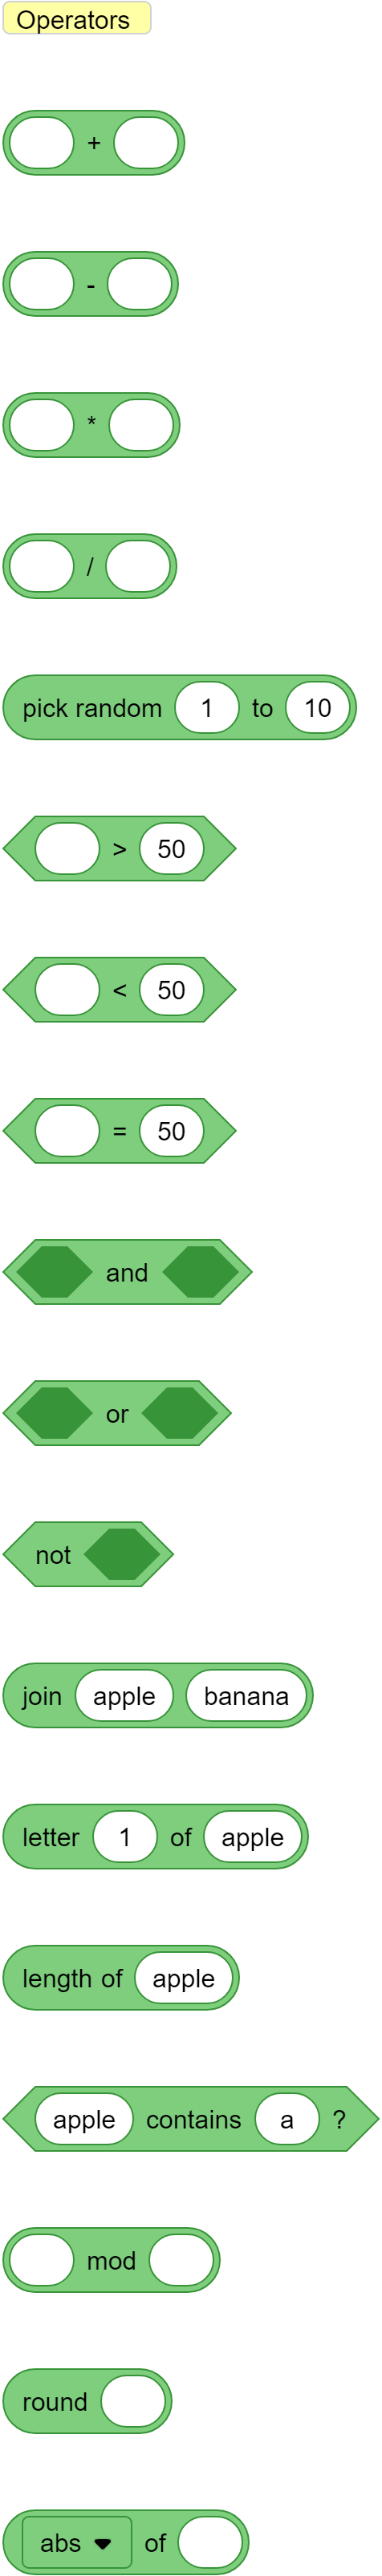 Operators
+
-
*
/
pick random 1 to 10
> 50
< 50
= 50
and
or
not
join apple banana
letter 1 of apple
length of apple
apple contains a ?
mod
round
abs of